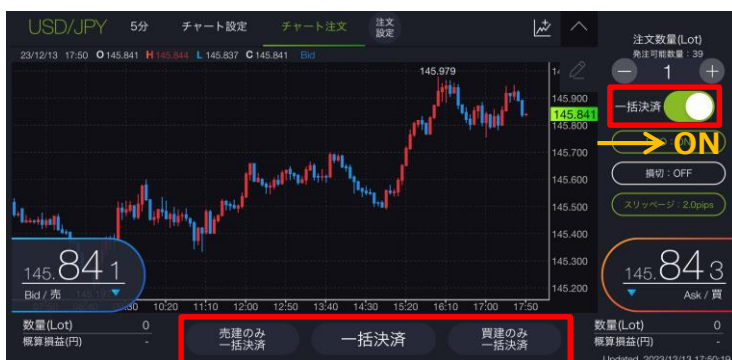 USD/JPY 5分 チャート設定 チャート注文 注文
設定
23/12/13 17:50 O 145.841 H 145.844 L 145.837 C 145.841 Bid
145.979
145.900
145.841
145.800
145.700
145.600
145.500
145.400
145.300
145.200
10:20 11:10 12:00 12:50 13:40 14:30 15:20 16:10 17:00 17:50
注文数量(Lot)
発注可能数量：39
1
一括決済
ON
損切：OFF
スリッページ：2.0pips
145.841
Bid / 売
145.843
Ask / 買
数量(Lot) 0
概算損益(円) -
売建のみ
一括決済
一括決済
買建のみ
一括決済
数量(Lot) 0
概算損益(円) -
Updated 2023/12/13 17:50:19